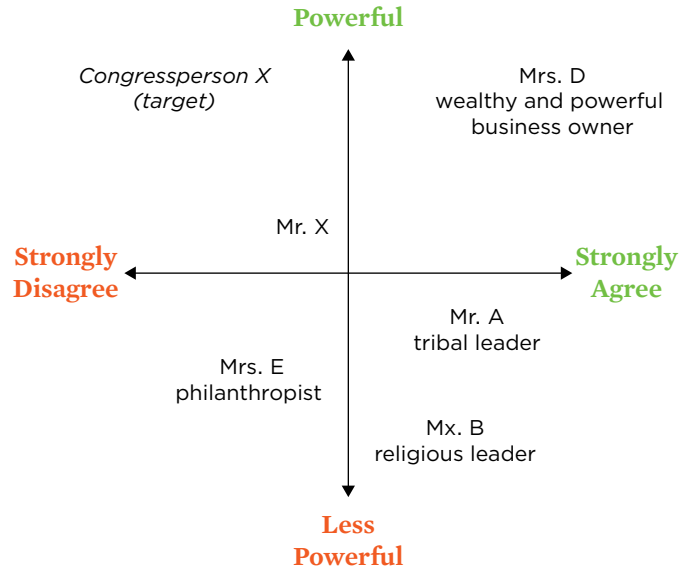 Powerful
Congressperson X
(target)
Mrs. D
wealthy and powerful
business owner
Mr. X
Strongly
Disagree
Strongly
Agree
Mr. A
tribal leader
Mrs. E
philanthropist
Mx. B
religious leader
Less
Powerful